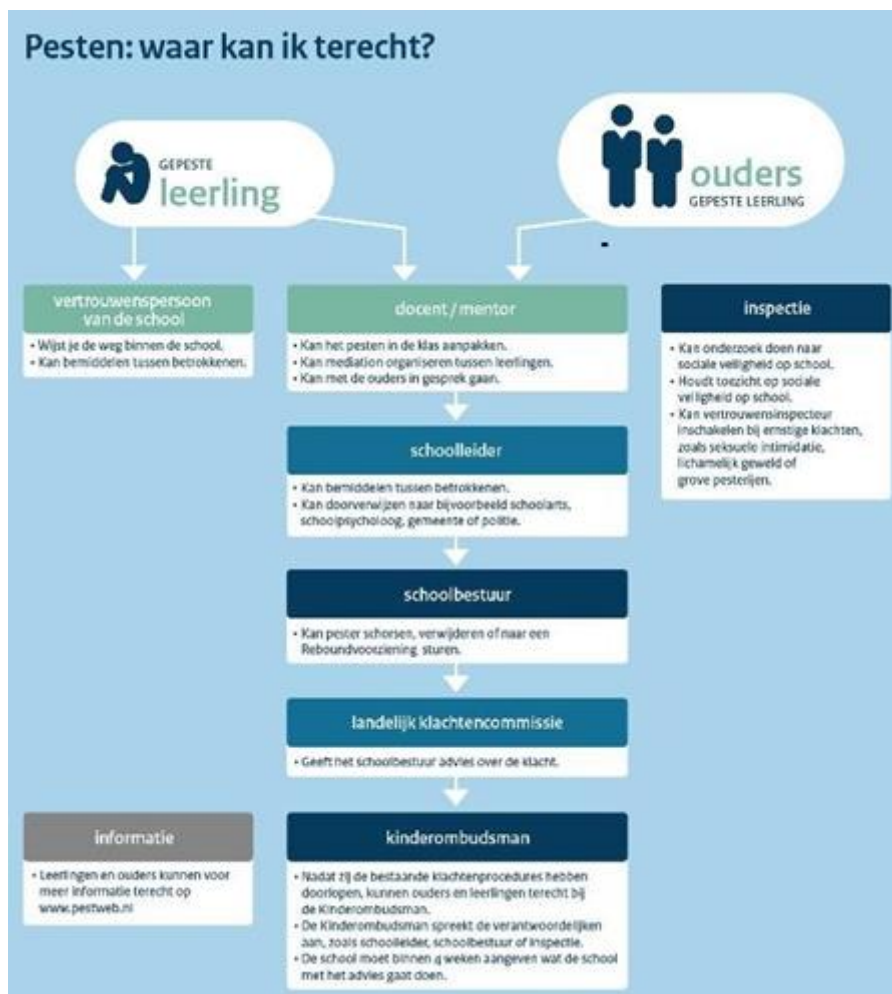 Pesten: waar kan ik terecht?
GEPESTE
leerling
ouders
GEPESTE LEERLING
vertrouwenspersoon
van de school
• Wijst je de weg binnen de school.
• Kan bemiddelen tussen betrokkenen.
docent / mentor
• Kan het pesten in de klas aanpakken.
• Kan mediation organiseren tussen leerlingen.
• Kan met de ouders in gesprek gaan.
inspectie
• Kan onderzoek doen naar
sociale veiligheid op school.
• Houdt toezicht op sociale
veiligheid op school.
• Kan vertrouwensinspecteur
inschakelen bij ernstige klachten,
zoals seksuele intimidatie,
lichamelijk geweld of
grove pesterijen.
schoolleider
• Kan bemiddelen tussen betrokkenen.
• Kan doorverwijzen naar bijvoorbeeld schoolarts,
schoolpsycholoog, gemeente of politie.
schoolbestuur
• Kan pester schorsen, verwijderen of naar een
Reboundvoorziening sturen.
landelijk klachtencommissie
• Geeft het schoolbestuur advies over de klacht.
informatie
• Leerlingen en ouders kunnen voor
meer informatie terecht op
www.pestweb.nl
kinderombudsman
• Nadat zij de bestaande klachtenprocedures hebben
doorlopen, kunnen ouders en leerlingen terecht bij
de Kinderombudsman.
• De Kinderombudsman spreekt de verantwoordelijken
aan, zoals schoolleider, schoolbestuur of inspectie.
• De school moet binnen 4 weken aangeven wat de school
met het advies gaat doen.